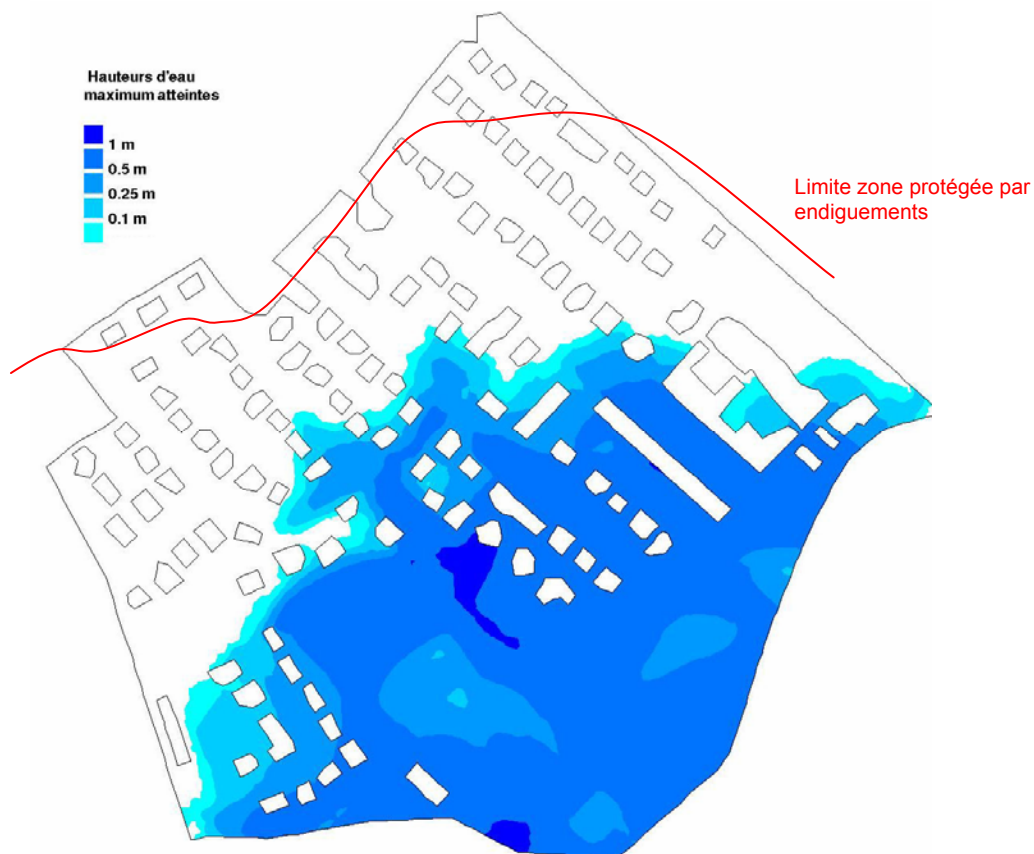 Hauteurs d'eau
maximum atteintes
1 m
0.5 m
0.25 m
0.1 m
Limite zone protégée par
endiguements